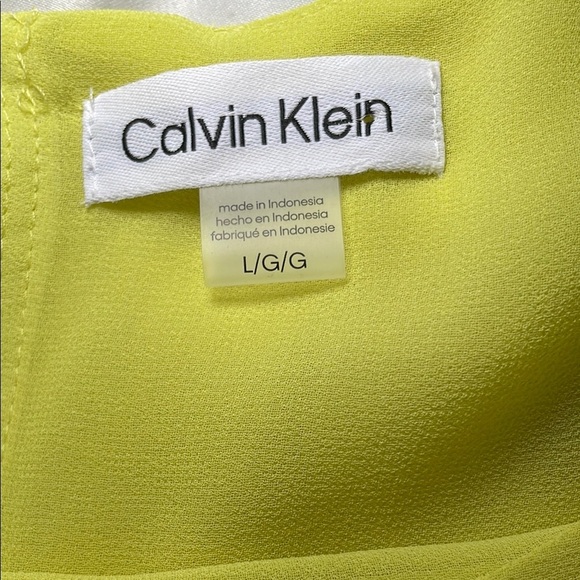 Calvin Klein
made in Indonesia
hecho en Indonesia
fabriqué en Indonesie
L/G/G